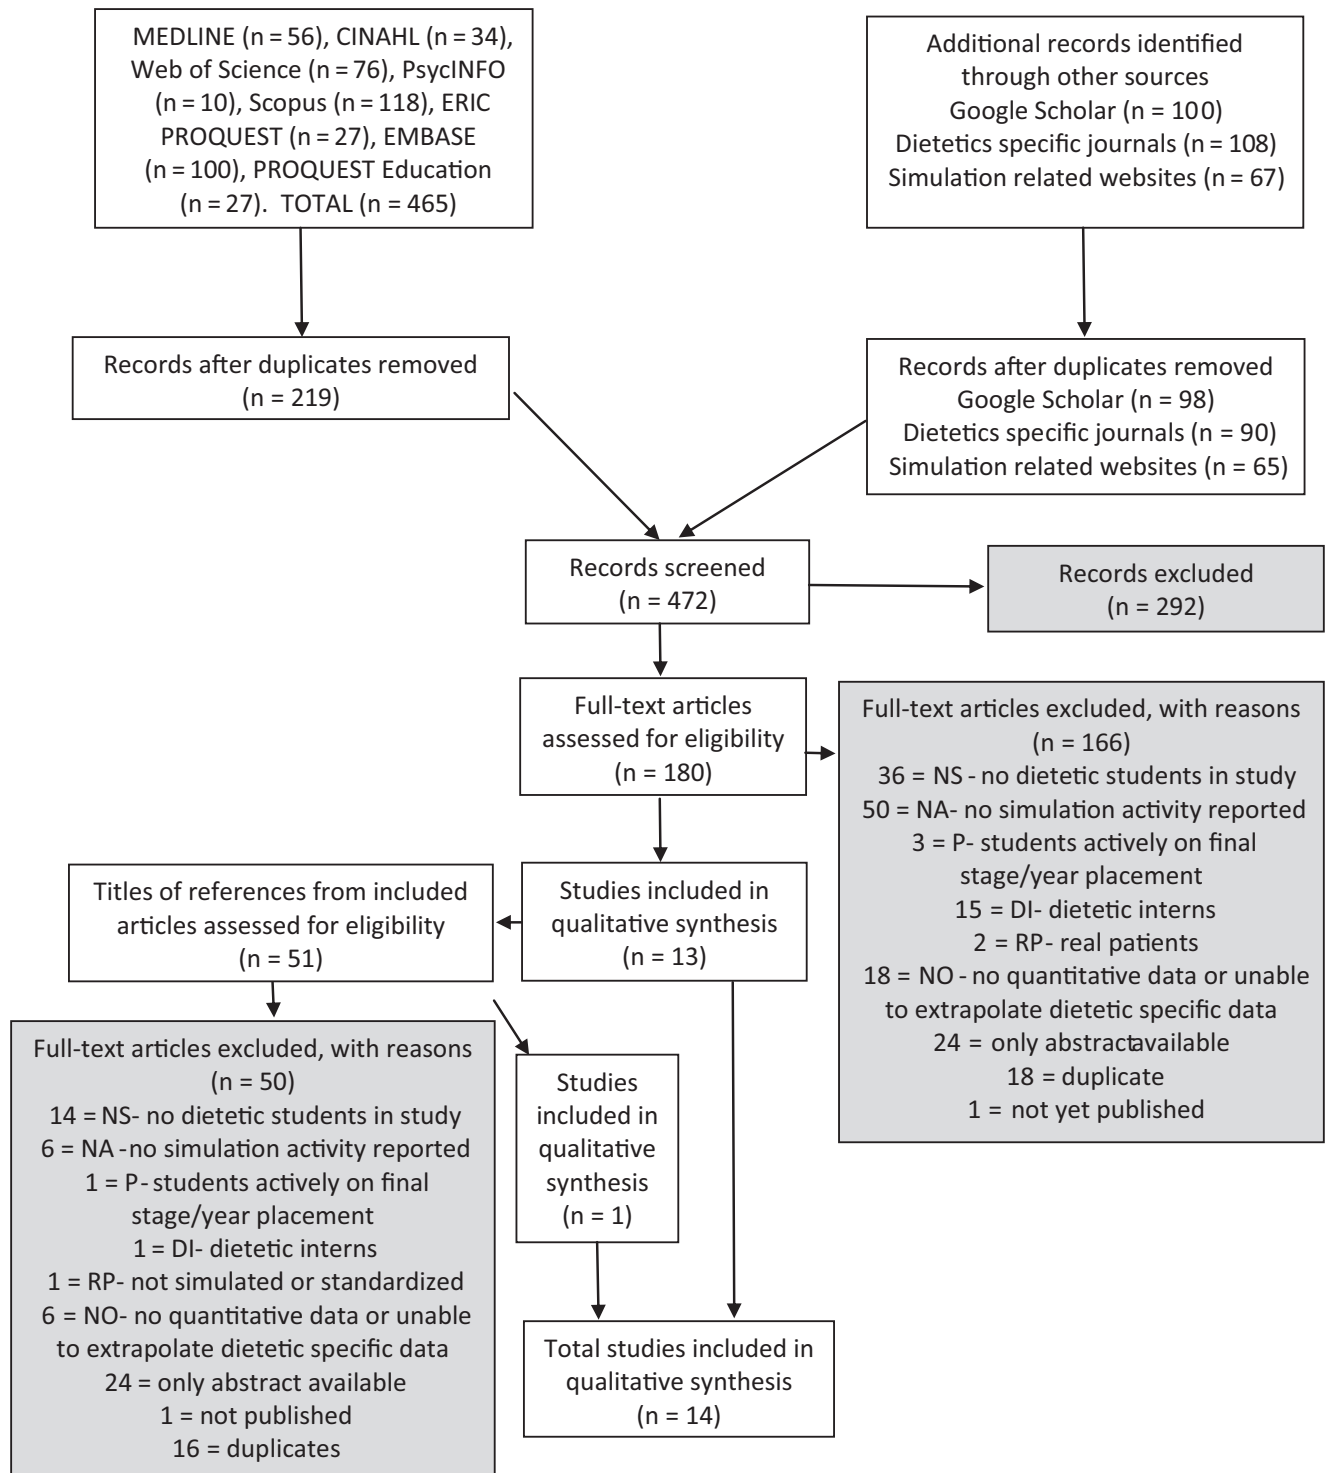 MEDLINE (n = 56), CINAHL (n = 34),
Web of Science (n = 76), PsycINFO
(n = 10), Scopus (n = 118), ERIC
PROQUEST (n = 27), EMBASE
(n = 100), PROQUEST Education
(n = 27). TOTAL (n = 465)
Additional records identified
through other sources
Google Scholar (n = 100)
Dietetics specific journals (n = 108)
Simulation related websites (n = 67)
Records after duplicates removed
(n = 219)
Records after duplicates removed
Google Scholar (n = 98)
Dietetics specific journals (n = 90)
Simulation related websites (n = 65)
Records screened
(n = 472)
Records excluded
(n = 292)
Full-text articles
assessed for eligibility
(n = 180)
Full-text articles excluded, with reasons
(n = 166)
36 = NS - no dietetic students in study
50 = NA- no simulation activity reported
3 = P- students actively on final
stage/year placement
15 = DI- dietetic interns
2 = RP- real patients
18 = NO - no quantitative data or unable
to extrapolate dietetic specific data
24 = only abstract available
18 = duplicate
1 = not yet published
Studies included in
qualitative synthesis
(n = 13)
Titles of references from included
articles assessed for eligibility
(n = 51)
Full-text articles excluded, with reasons
(n = 50)
14 = NS- no dietetic students in study
6 = NA -no simulation activity reported
1 = P- students actively on final
stage/year placement
1 = DI- dietetic interns
1 = RP- not simulated or standardized
6 = NO- no quantitative data or unable
to extrapolate dietetic specific data
24 = only abstract available
1 = not published
16 = duplicates
Studies
included in
qualitative
synthesis
(n = 1)
Total studies included in
qualitative synthesis
(n = 14)